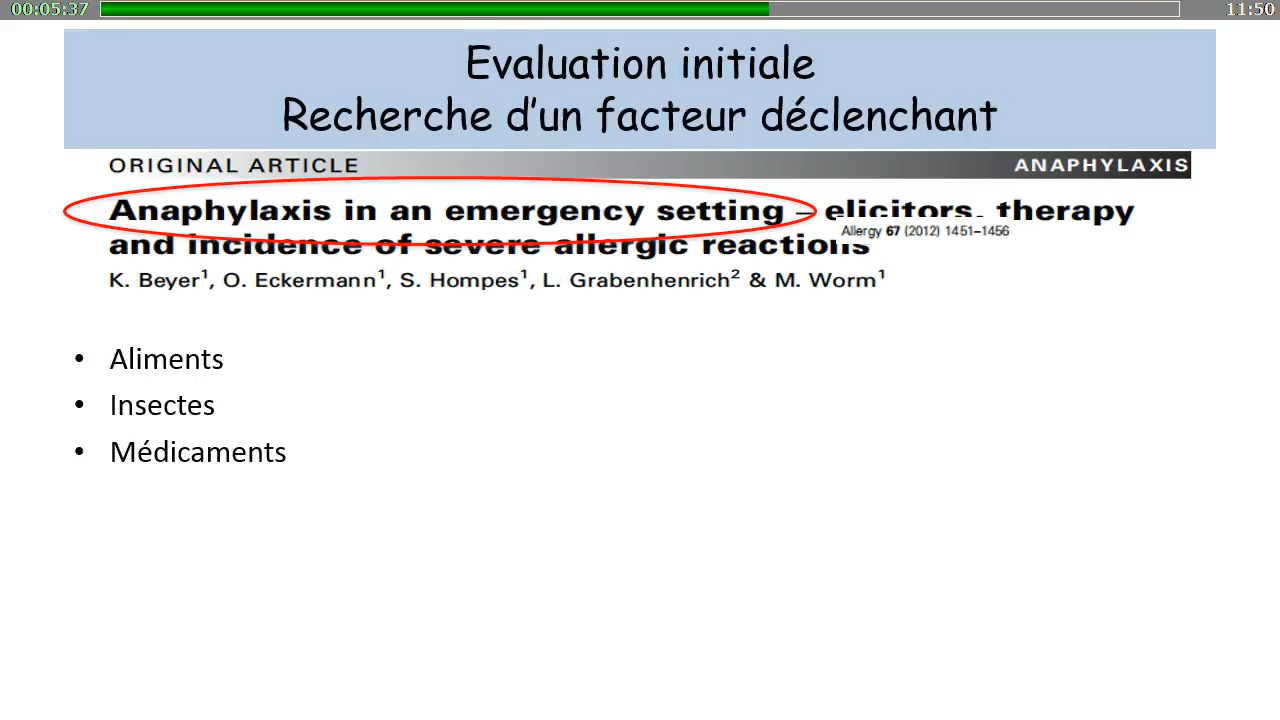 00:05:37
11:50
Evaluation initiale
Recherche d'un facteur déclenchant
ORIGINAL ARTICLE
ANAPHYLAXIS
Anaphylaxis in an emergency setting – elicitors, therapy
Allergy 67 (2012) 1451–1456
and incidence of severe allergic reactions
K. Beyer¹, O. Eckermann¹, S. Hompes¹, L. Grabenhenrich² & M. Worm¹
• Aliments
• Insectes
• Médicaments